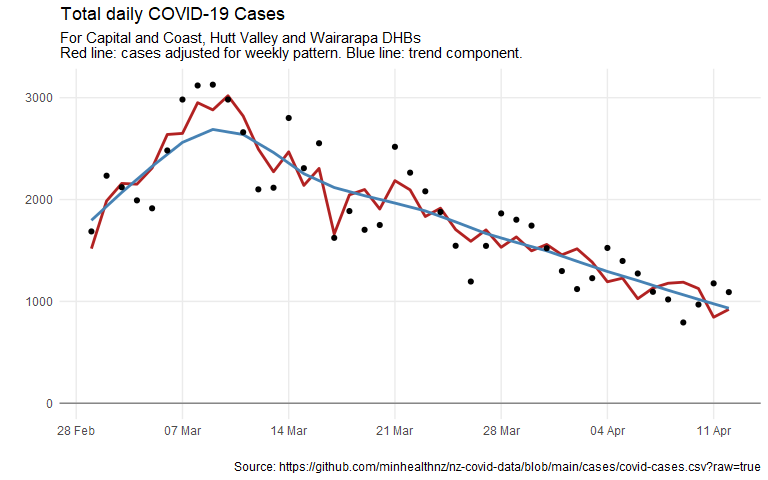 Total daily COVID-19 Cases
For Capital and Coast, Hutt Valley and Wairarapa DHBs
Red line: cases adjusted for weekly pattern. Blue line: trend component.
3000
2000
1000
0
28 Feb 07 Mar 14 Mar 21 Mar 28 Mar 04 Apr 11 Apr
Source: https://github.com/minhealthnz/nz-covid-data/blob/main/cases/covid-cases.csv?raw=true